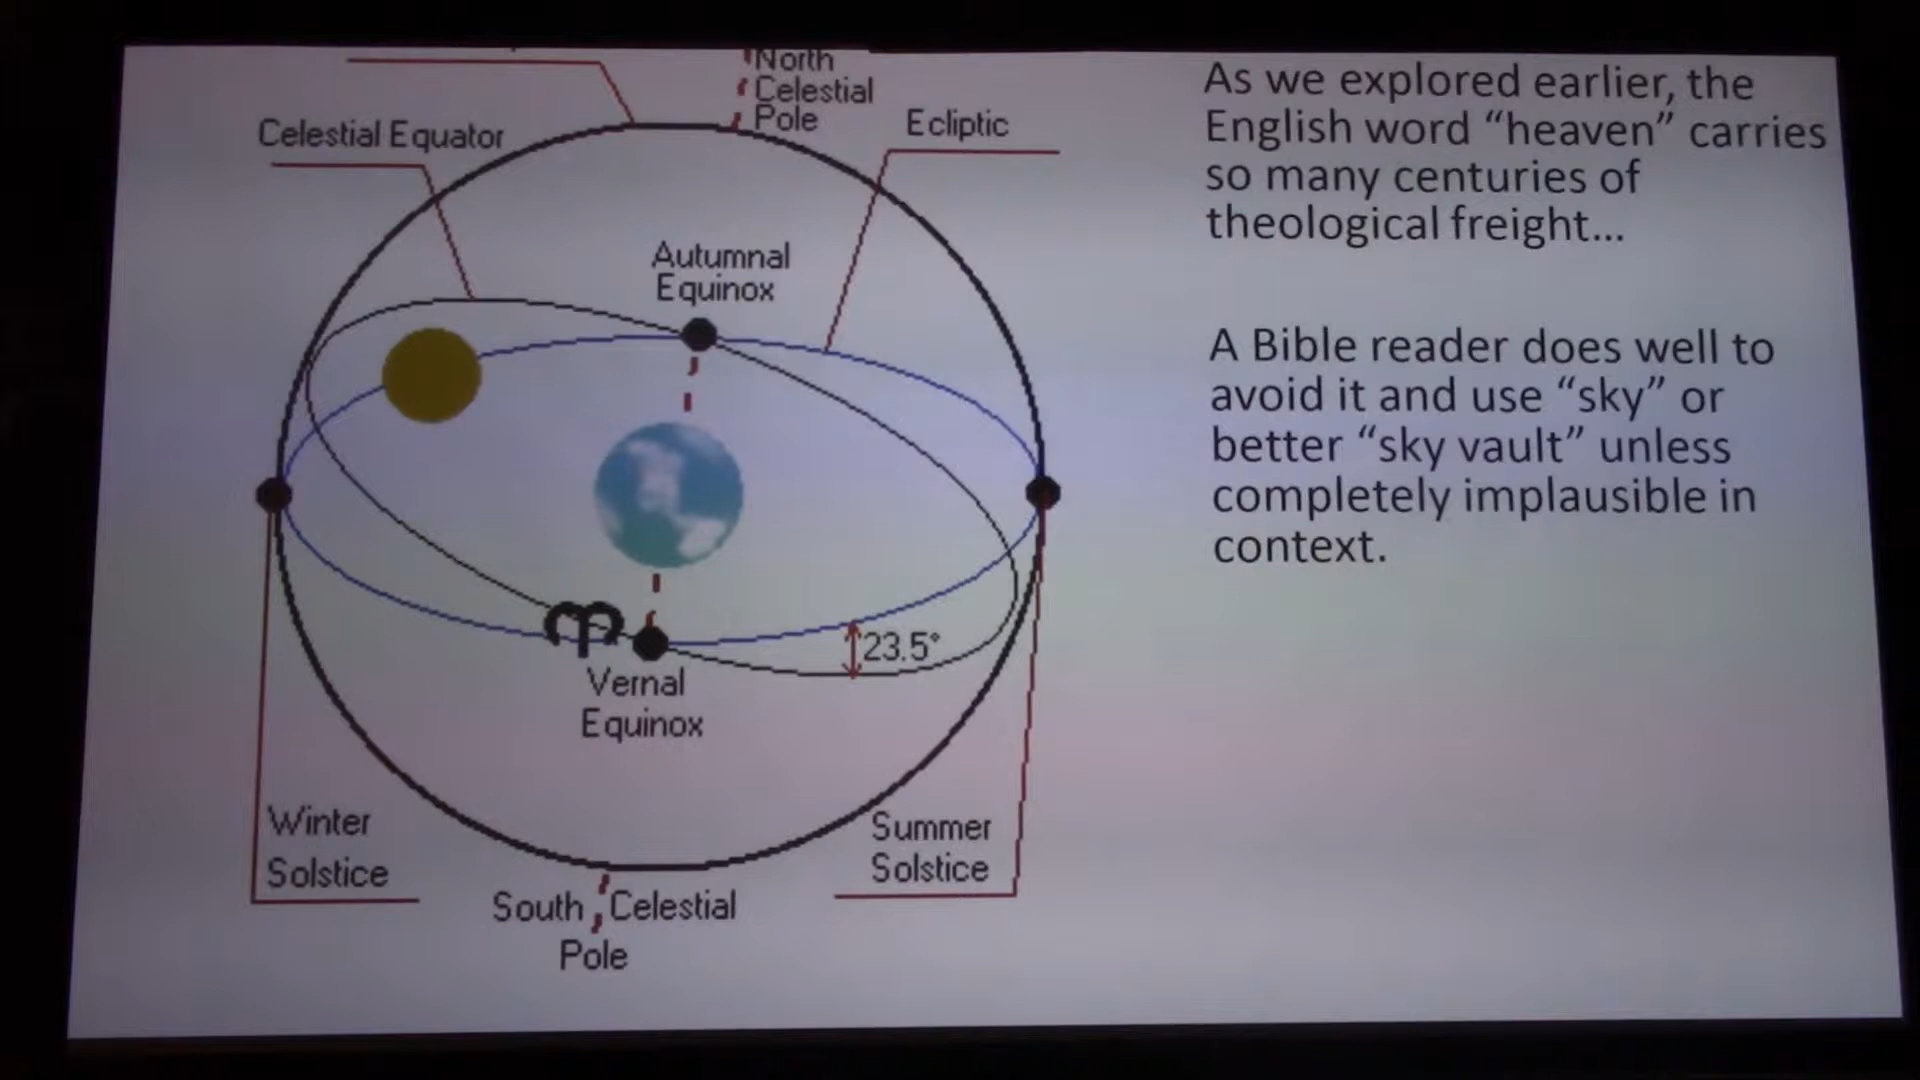 North
Celestial
Pole
Celestial Equator
Ecliptic
Autumnal
Equinox
23.5°
Vernal
Equinox
Winter
Solstice
Summer
Solstice
South Celestial
Pole
As we explored earlier, the
English word “heaven” carries
so many centuries of
theological freight...
A Bible reader does well to
avoid it and use “sky” or
better “sky vault” unless
completely implausible in
context.